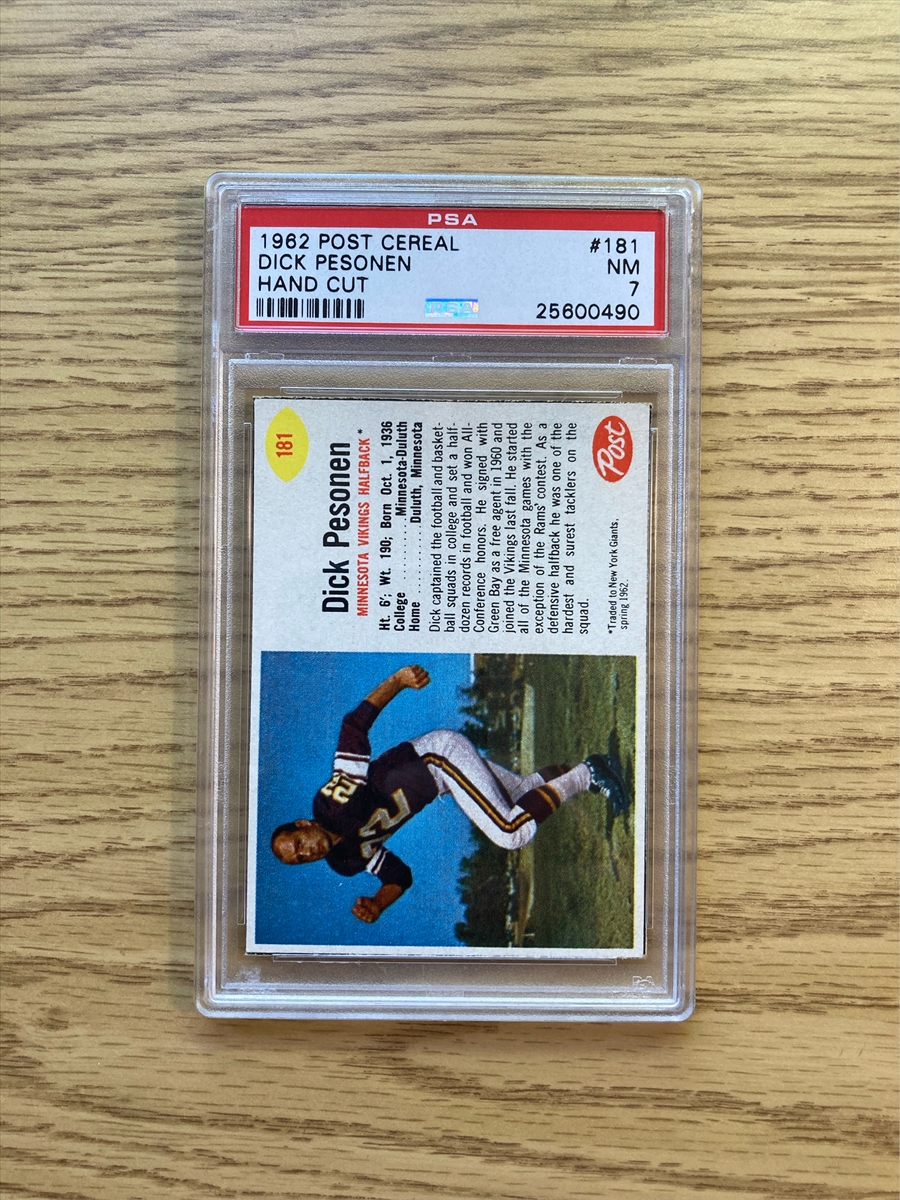 PSA
1962 POST CEREAL #181
DICK PESONEN NM
HAND CUT 7
25600490
181
Dick Pesonen
MINNESOTA VIKINGS HALFBACK*
Ht. 6'; Wt. 190; Born Oct. 1, 1936
College .......... Minnesota-Duluth
Home ............ Duluth, Minnesota
Dick captained the football and basket-
ball squads in college and set a half-
dozen records in football and won All-
Conference honors. He signed with
Green Bay as a free agent in 1960 and
joined the Vikings last fall. He started
all of the Minnesota games with the
exception of the Rams' contest. As a
defensive halfback he was one of the
hardest and surest tacklers on the
squad.
*Traded to New York Giants,
spring 1962.
Post